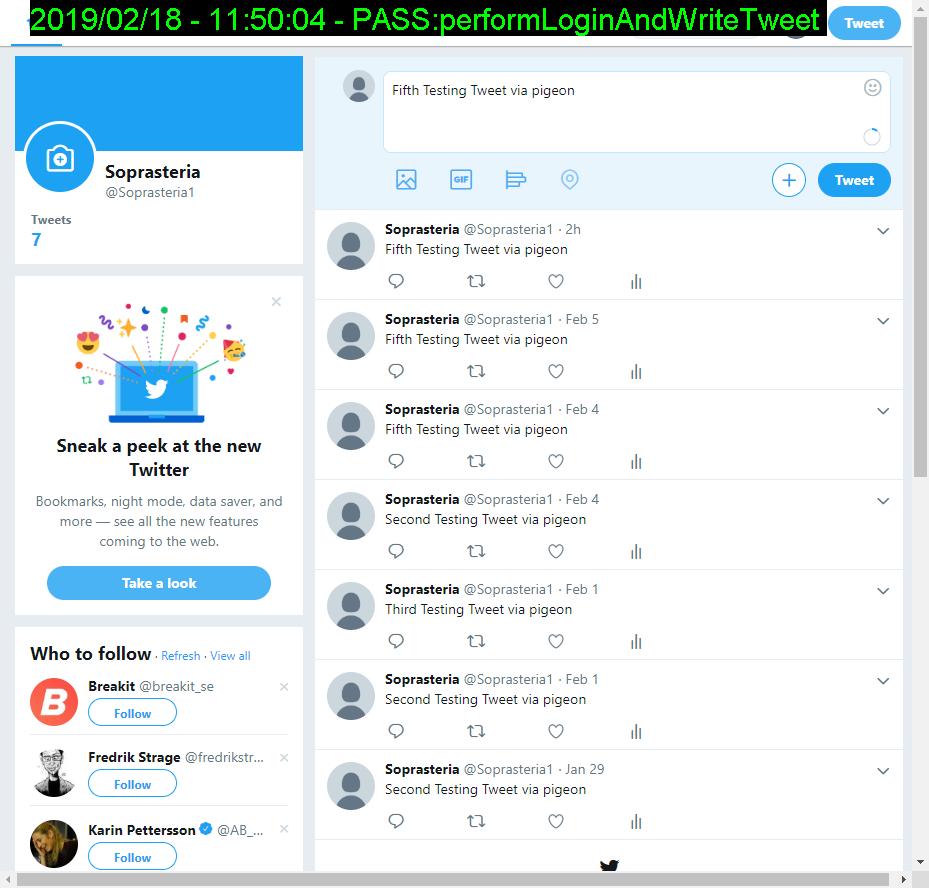 2019/02/18 - 11:50:04 - PASS:performLoginAndWriteTweet
Tweet
Soprasteria
@Soprasteria1
Tweets
7
Sneak a peek at the new
Twitter
Bookmarks, night mode, data saver, and
more — see all the new features
coming to the web.
Take a look
Who to follow · Refresh · View all
Breakit @breakit_se
Follow
Fredrik Strage @fredrikstr...
Follow
Karin Pettersson @AB_...
Follow
Fifth Testing Tweet via pigeon
GIF
Tweet
Soprasteria @Soprasteria1 · 2h
Fifth Testing Tweet via pigeon
Soprasteria @Soprasteria1 · Feb 5
Fifth Testing Tweet via pigeon
Soprasteria @Soprasteria1 · Feb 4
Fifth Testing Tweet via pigeon
Soprasteria @Soprasteria1 · Feb 4
Second Testing Tweet via pigeon
Soprasteria @Soprasteria1 · Feb 1
Third Testing Tweet via pigeon
Soprasteria @Soprasteria1 · Feb 1
Second Testing Tweet via pigeon
Soprasteria @Soprasteria1 · Jan 29
Second Testing Tweet via pigeon